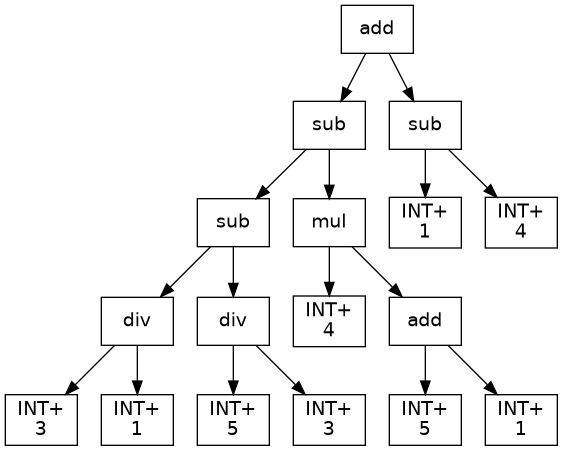 add
sub
sub
sub
mul
INT+
1
INT+
4
div
div
INT+
4
add
INT+
3
INT+
1
INT+
5
INT+
3
INT+
5
INT+
1